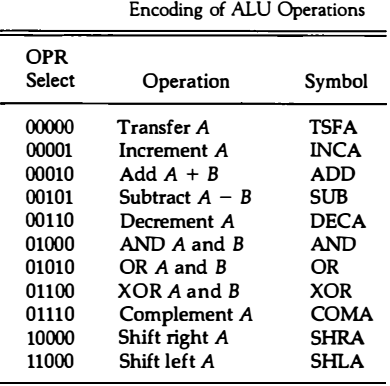 Encoding of ALU Operations
OPR
Select Operation Symbol
00000 Transfer A TSFA
00001 Increment A INCA
00010 Add A + B ADD
00101 Subtract A − B SUB
00110 Decrement A DECA
01000 AND A and B AND
01010 OR A and B OR
01100 XOR A and B XOR
01110 Complement A COMA
10000 Shift right A SHRA
11000 Shift left A SHLA